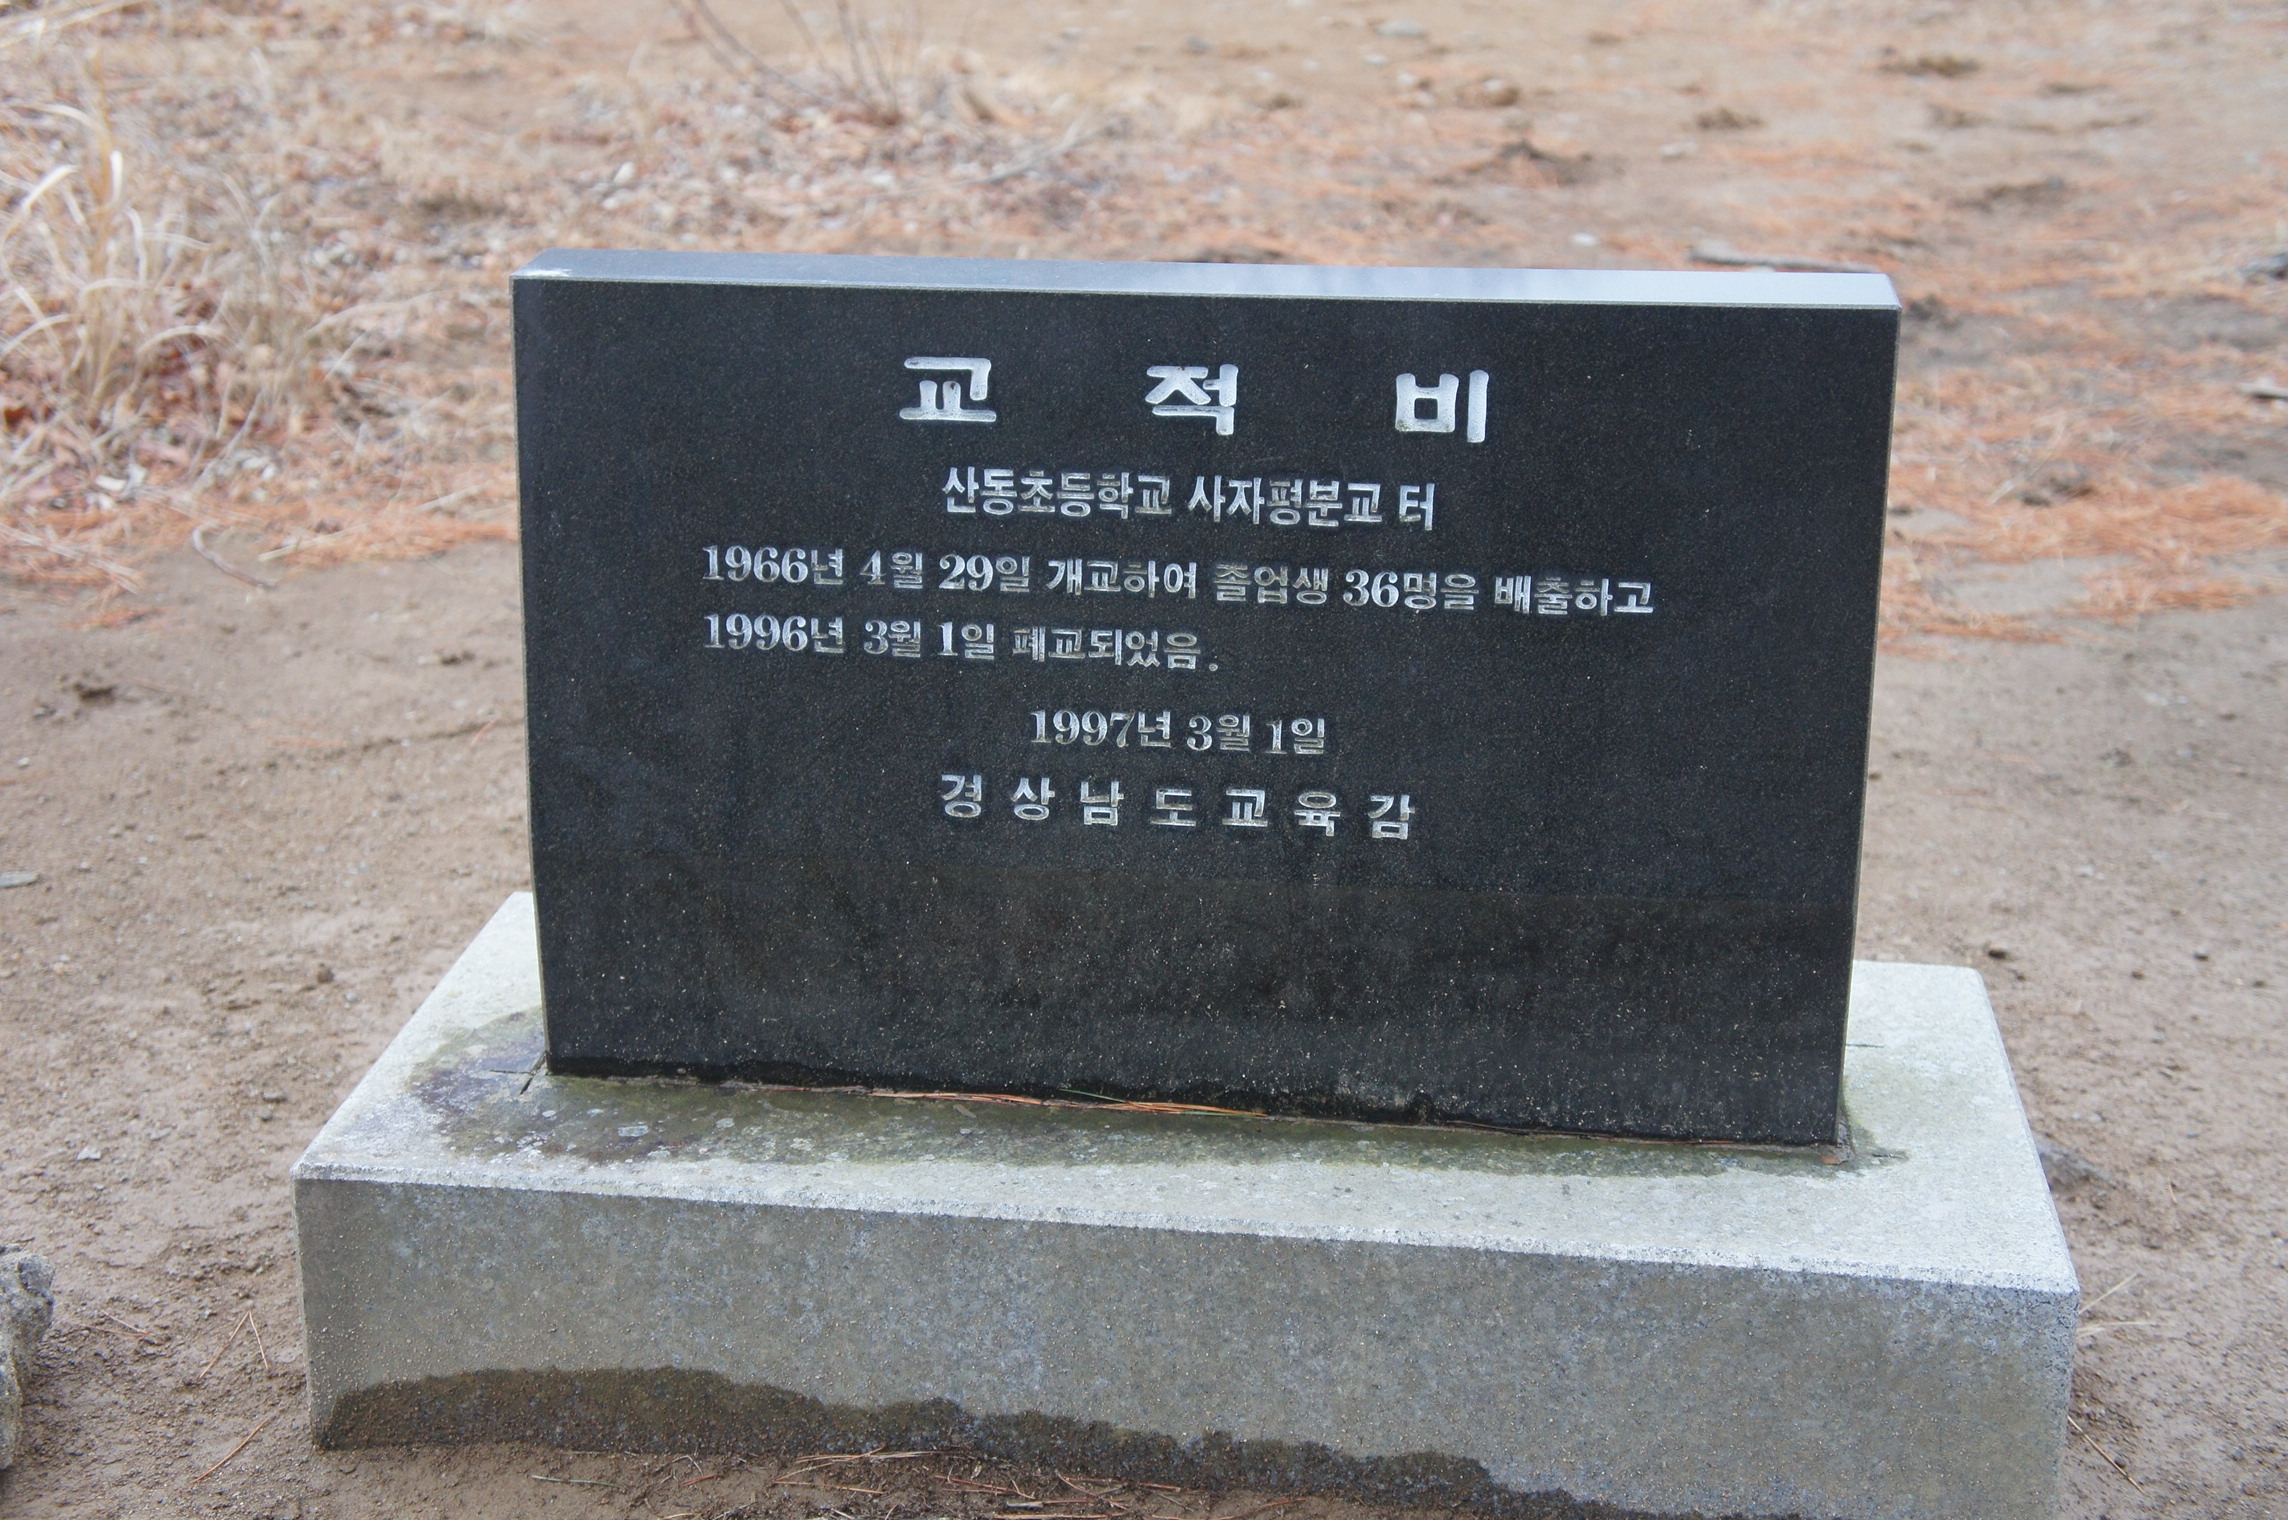 교 적 비
산동초등학교 사자평분교 터
1966년 4월 29일 개교하여 졸업생 36명을 배출하고
1996년 3월 1일 폐교되었음.
1997년 3월 1일
경 상 남 도 교 육 감